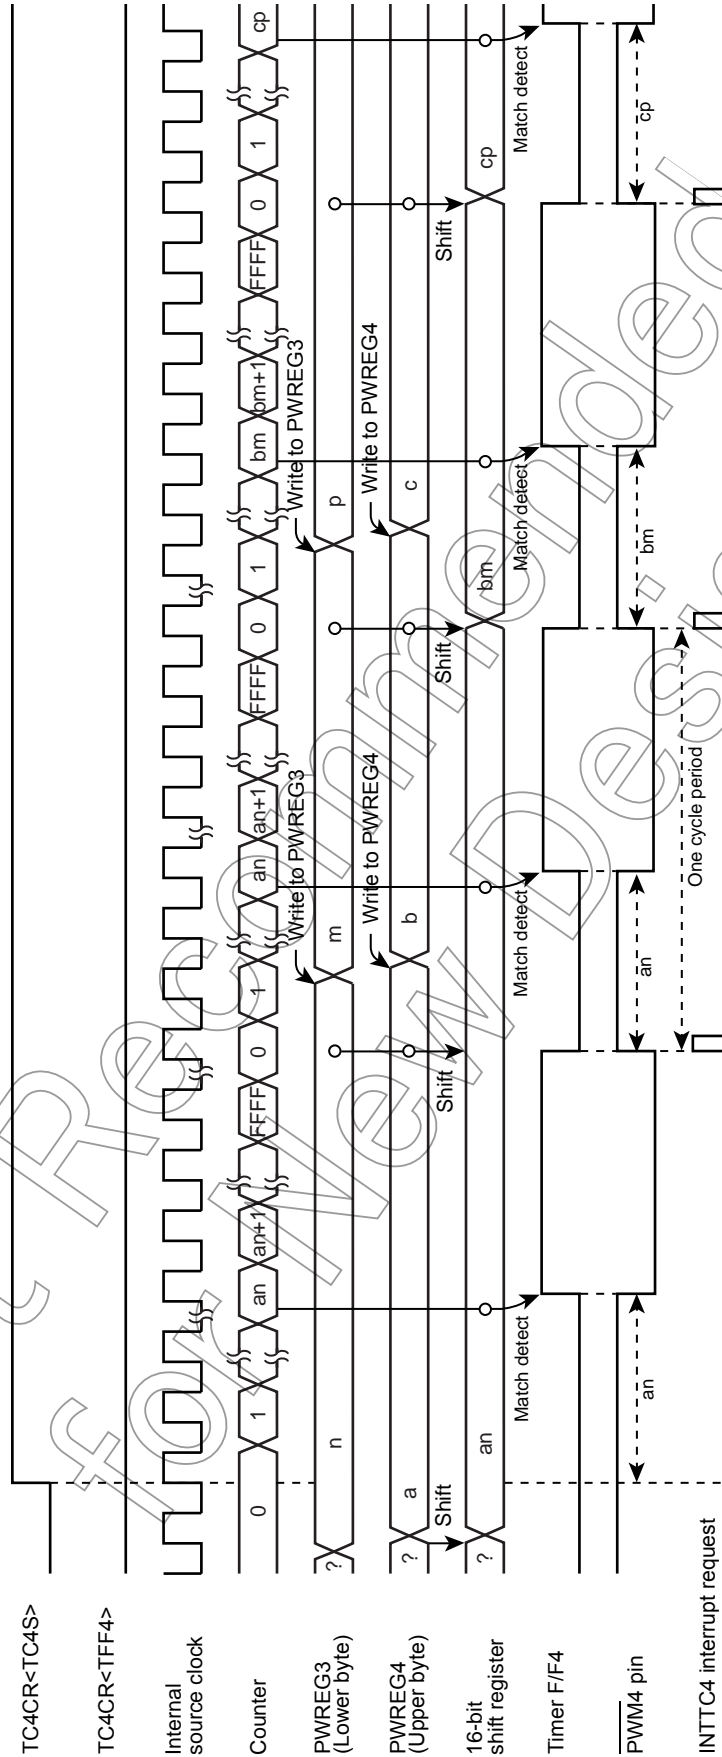 TC4CR<TC4S>
TC4CR<TFF4>
Internal
source clock
Counter
0
1
an
an+1
FFFF
0
1
an
an+1
FFFF
0
1
bm
bm+1
FFFF
0
1
cp
Write to PWREG3
Write to PWREG3
PWREG3
(Lower byte)
?
n
m
p
Write to PWREG4
Write to PWREG4
PWREG4
(Upper byte)
?
a
b
c
Shift
Shift
Shift
Shift
16-bit
shift register
?
an
bm
cp
Match detect
Match detect
Match detect
Match detect
Timer F/F4
PWM4 pin
an
an
bm
cp
One cycle period
INTTC4 interrupt request
t Recommended
for New Desi